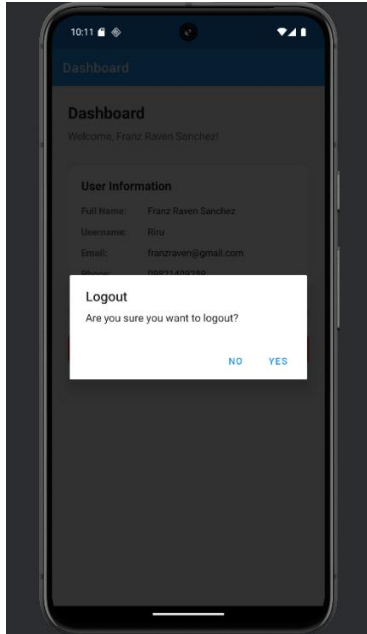 10:11
Dashboard
Dashboard
Welcome, Franz Raven Sanchez!
User Information
Full Name: Franz Raven Sanchez
Username: Riru
Email: franzraven@gmail.com
Phone:
Logout
Are you sure you want to logout?
NO YES